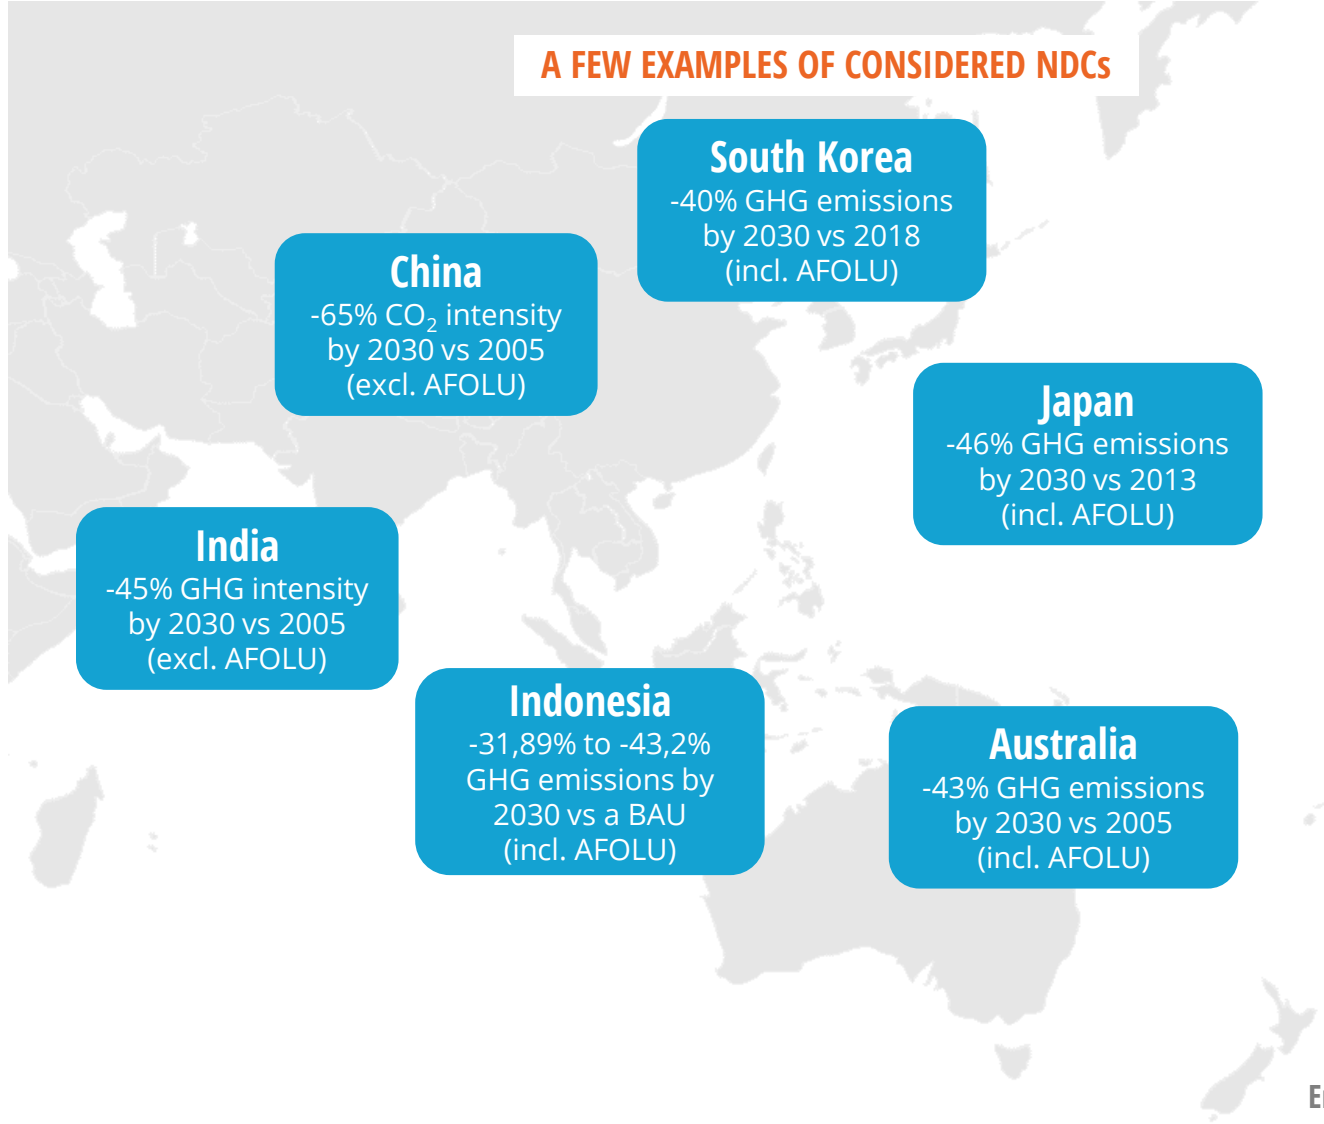 A FEW EXAMPLES OF CONSIDERED NDCs
South Korea
-40% GHG emissions
by 2030 vs 2018
(incl. AFOLU)
China
-65% CO₂ intensity
by 2030 vs 2005
(excl. AFOLU)
Japan
-46% GHG emissions
by 2030 vs 2013
(incl. AFOLU)
India
-45% GHG intensity
by 2030 vs 2005
(excl. AFOLU)
Indonesia
-31,89% to -43,2%
GHG emissions by
2030 vs a BAU
(incl. AFOLU)
Australia
-43% GHG emissions
by 2030 vs 2005
(incl. AFOLU)